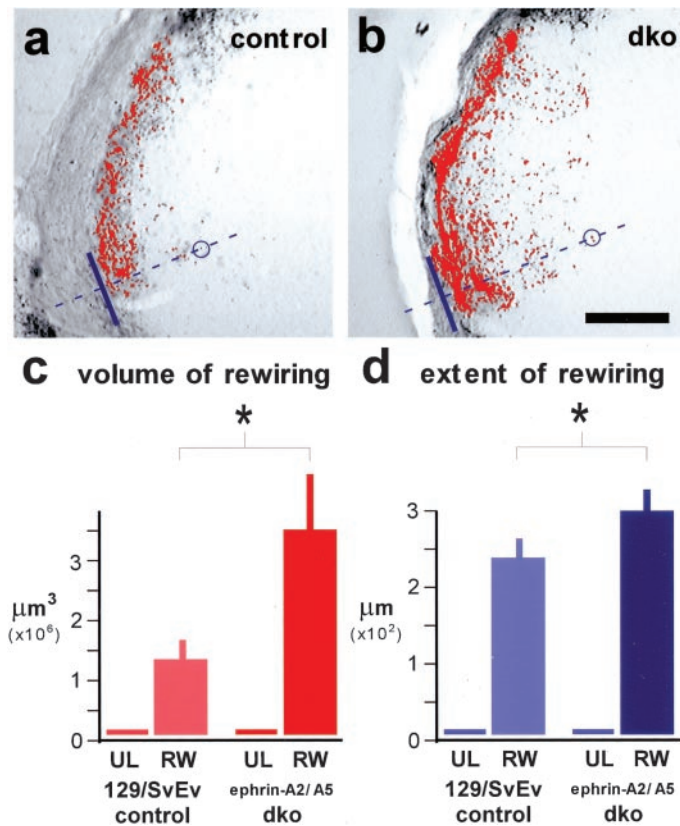 a control
b dko
c volume of rewiring
*
3
2
1
0
μm3
(x106)
UL RW UL RW
129/SvEv control
ephrin-A2/A5 dko
d extent of rewiring
*
3
2
1
0
μm
(x102)
UL RW UL RW
129/SvEv control
ephrin-A2/A5 dko